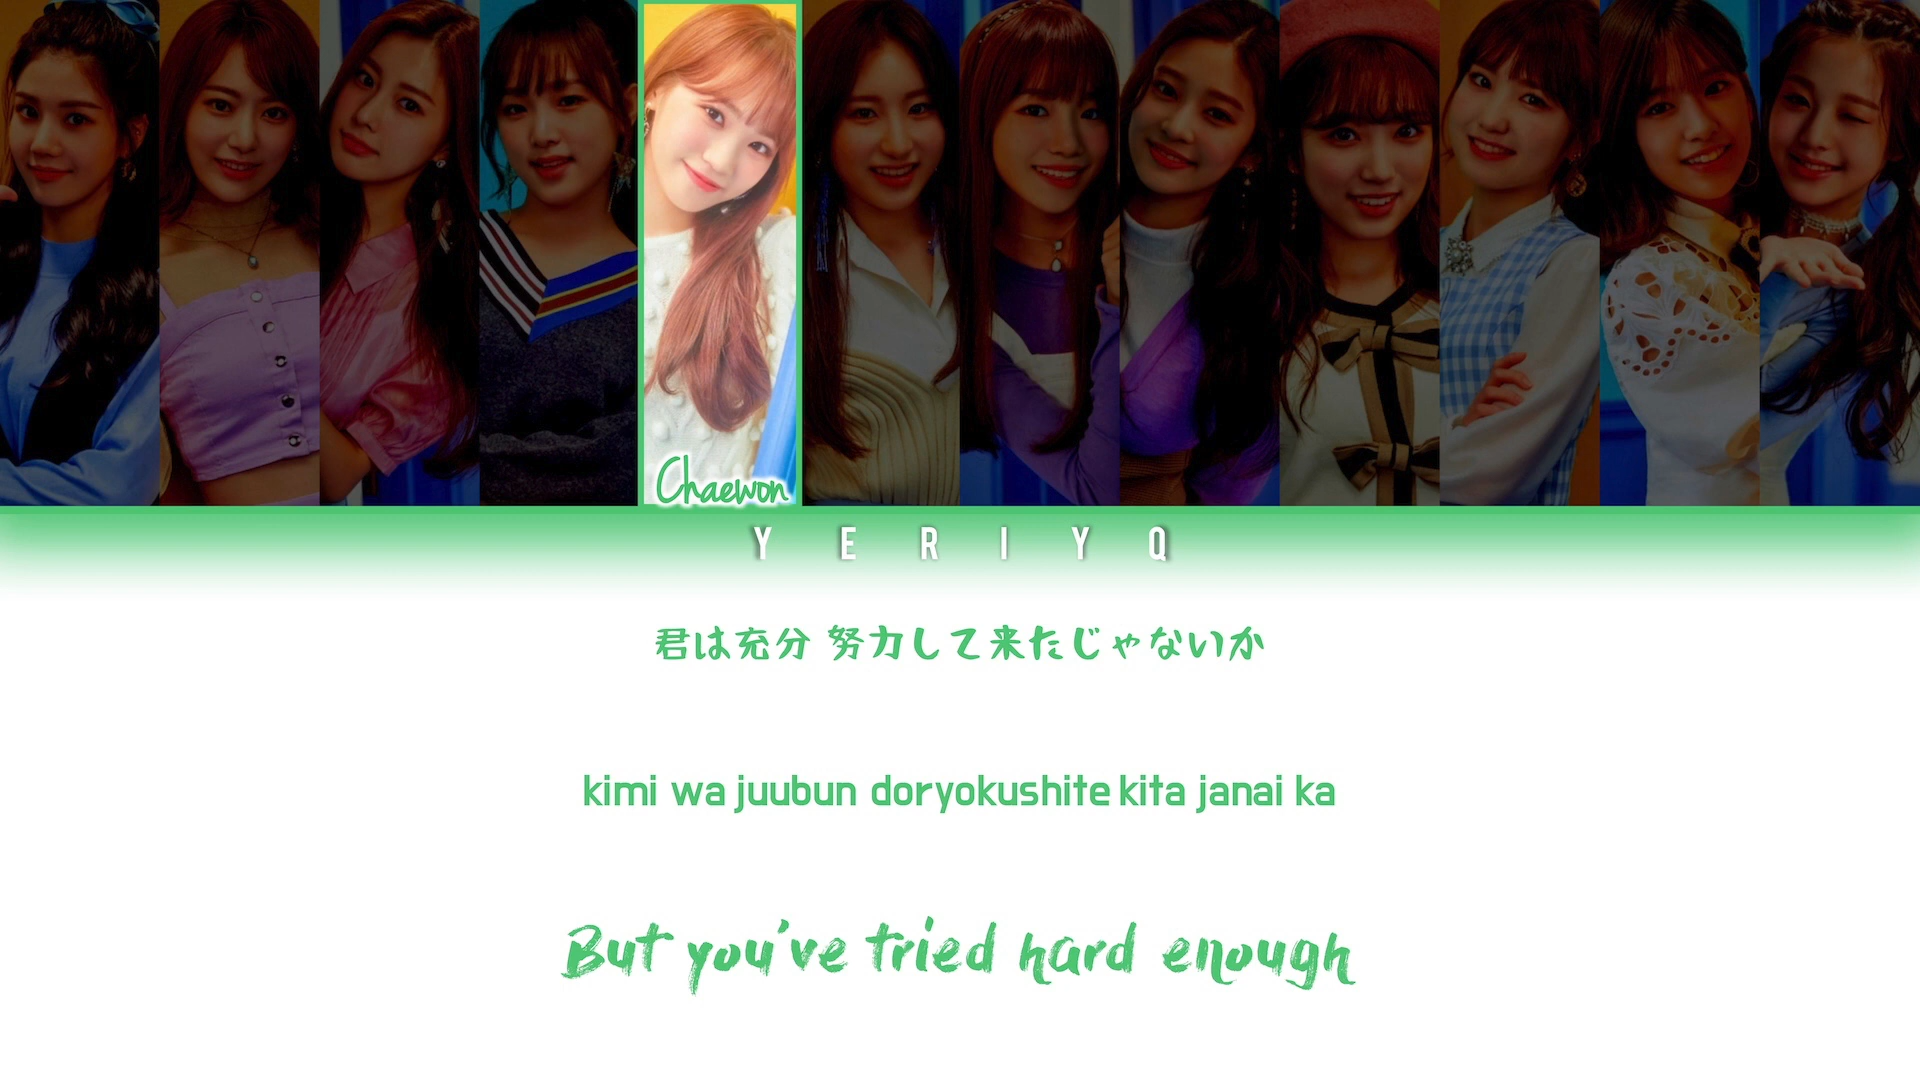 Chaewon
YERIYQ
君は充分 努力して来たじゃないか
kimi wa juubun doryokushite kita janai ka
But you've tried hard enough